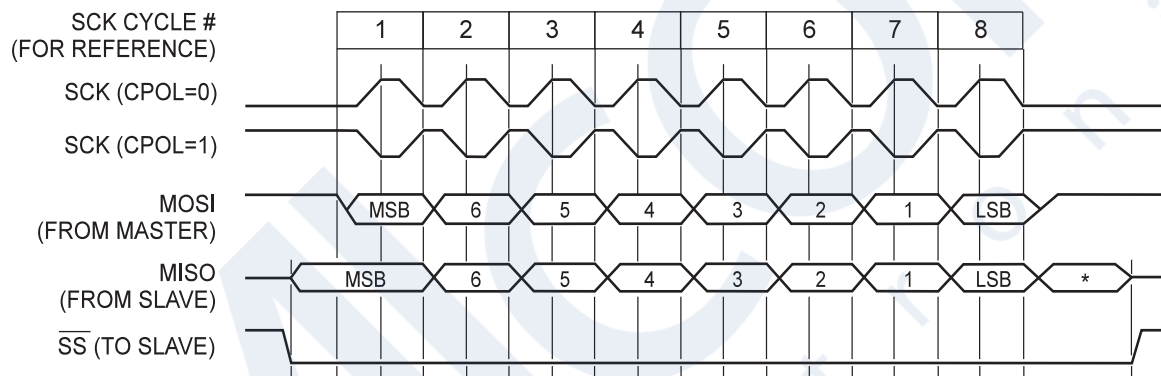 SCK CYCLE #
(FOR REFERENCE)
1 2 3 4 5 6 7 8
SCK (CPOL=0)
SCK (CPOL=1)
MOSI
(FROM MASTER)
MSB 6 5 4 3 2 1 LSB
MISO
(FROM SLAVE)
MSB 6 5 4 3 2 1 LSB *
SS (TO SLAVE)